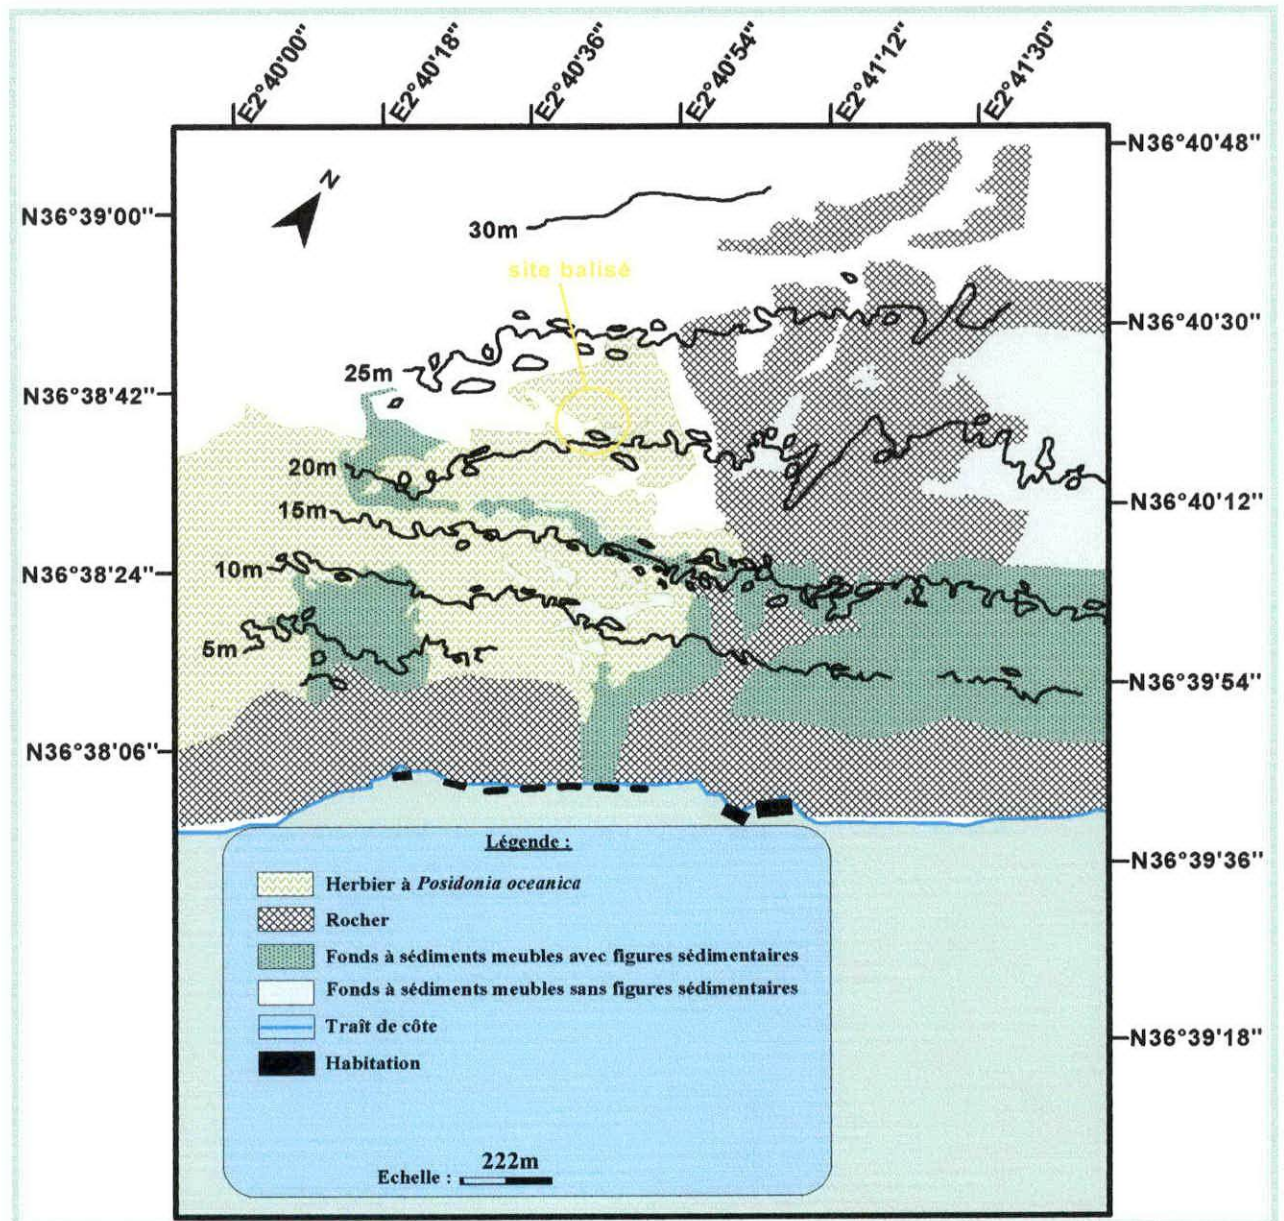 E2°40'00"
E2°40'18"
E2°40'36"
E2°40'54"
E2°41'12"
E2°41'30"
N36°40'48"
N
N36°39'00"
30m
site balisé
N36°40'30"
25m
N36°38'42"
20m
N36°40'12"
15m
N36°38'24"
10m
5m
N36°39'54"
N36°38'06"
Légende :
N36°39'36"
Herbier à Posidonia oceanica
Rocher
Fonds à sédiments meubles avec figures sédimentaires
Fonds à sédiments meubles sans figures sédimentaires
Traît de côte
N36°39'18"
Habitation
222m
Echelle :